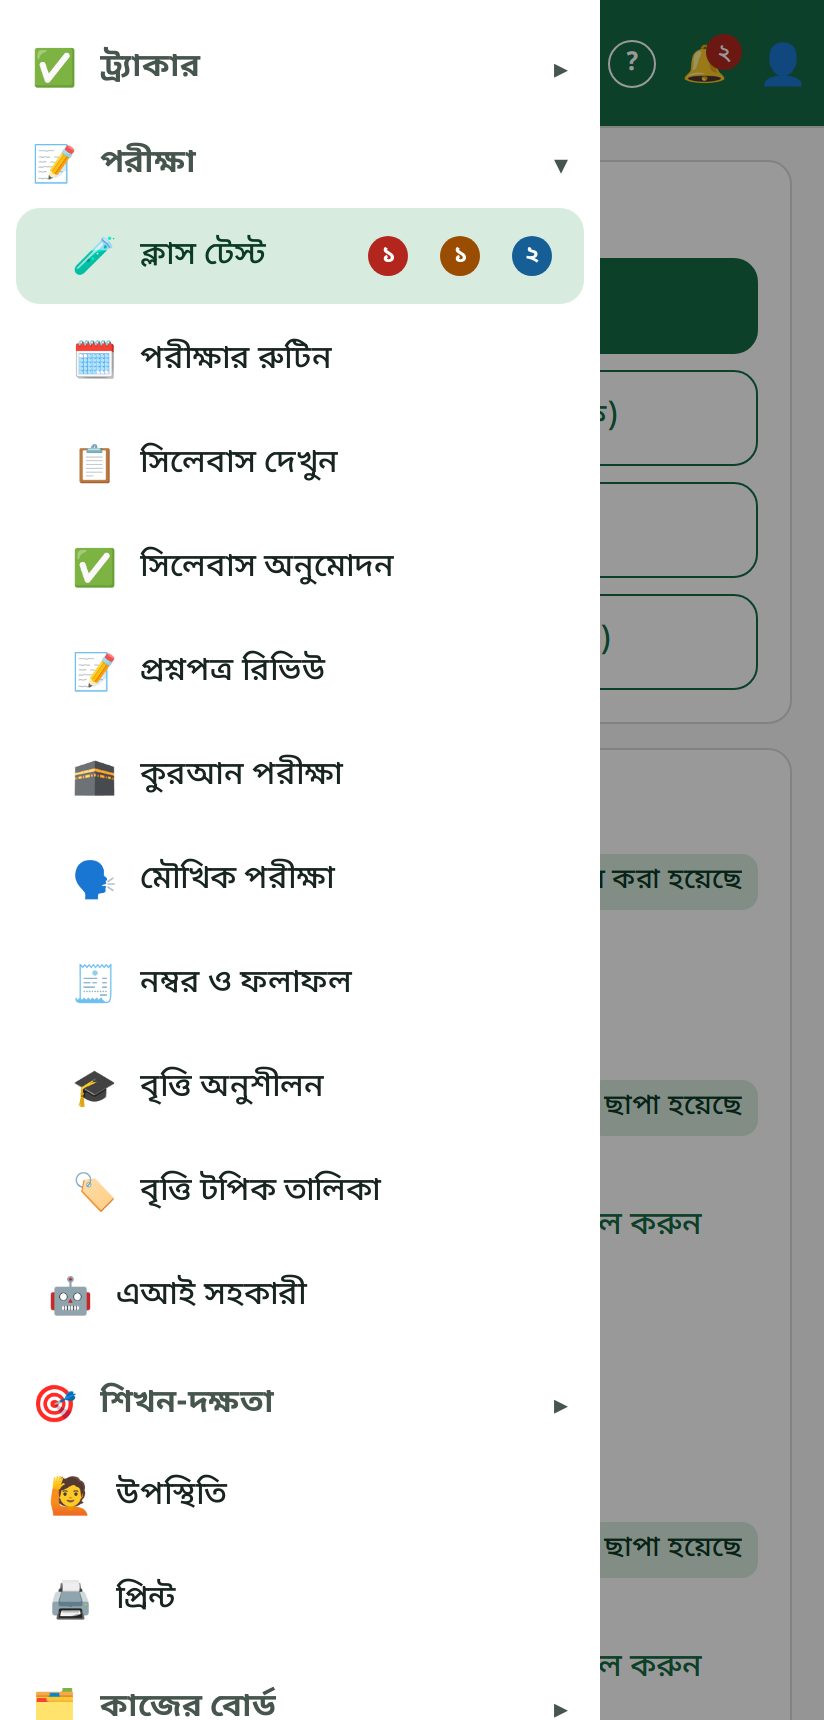 ট্র্যাকার
?
২
পরীক্ষা
ক্লাস টেস্ট ১ ১ ২
পরীক্ষার রুটিন
সিলেবাস দেখুন
সিলেবাস অনুমোদন
প্রশ্নপত্র রিভিউ
কুরআন পরীক্ষা
মৌখিক পরীক্ষা
করা হয়েছে
নম্বর ও ফলাফল
বৃত্তি অনুশীলন
ছাপা হয়েছে
বৃত্তি টপিক তালিকা
করুন
এআই সহকারী
শিখন-দক্ষতা
উপস্থিতি
ছাপা হয়েছে
প্রিন্ট
করুন
কাজের বোর্ড